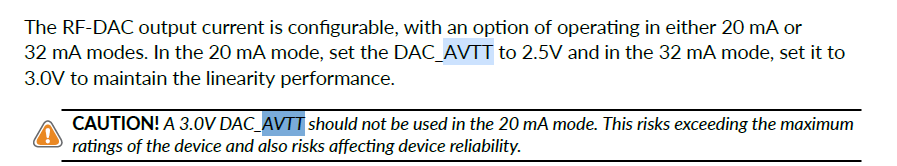 The RF-DAC output current is configurable, with an option of operating in either 20 mA or
32 mA modes. In the 20 mA mode, set the DAC_AVTT to 2.5V and in the 32 mA mode, set it to
3.0V to maintain the linearity performance.
CAUTION! A 3.0V DAC_AVTT should not be used in the 20 mA mode. This risks exceeding the maximum
ratings of the device and also risks affecting device reliability.